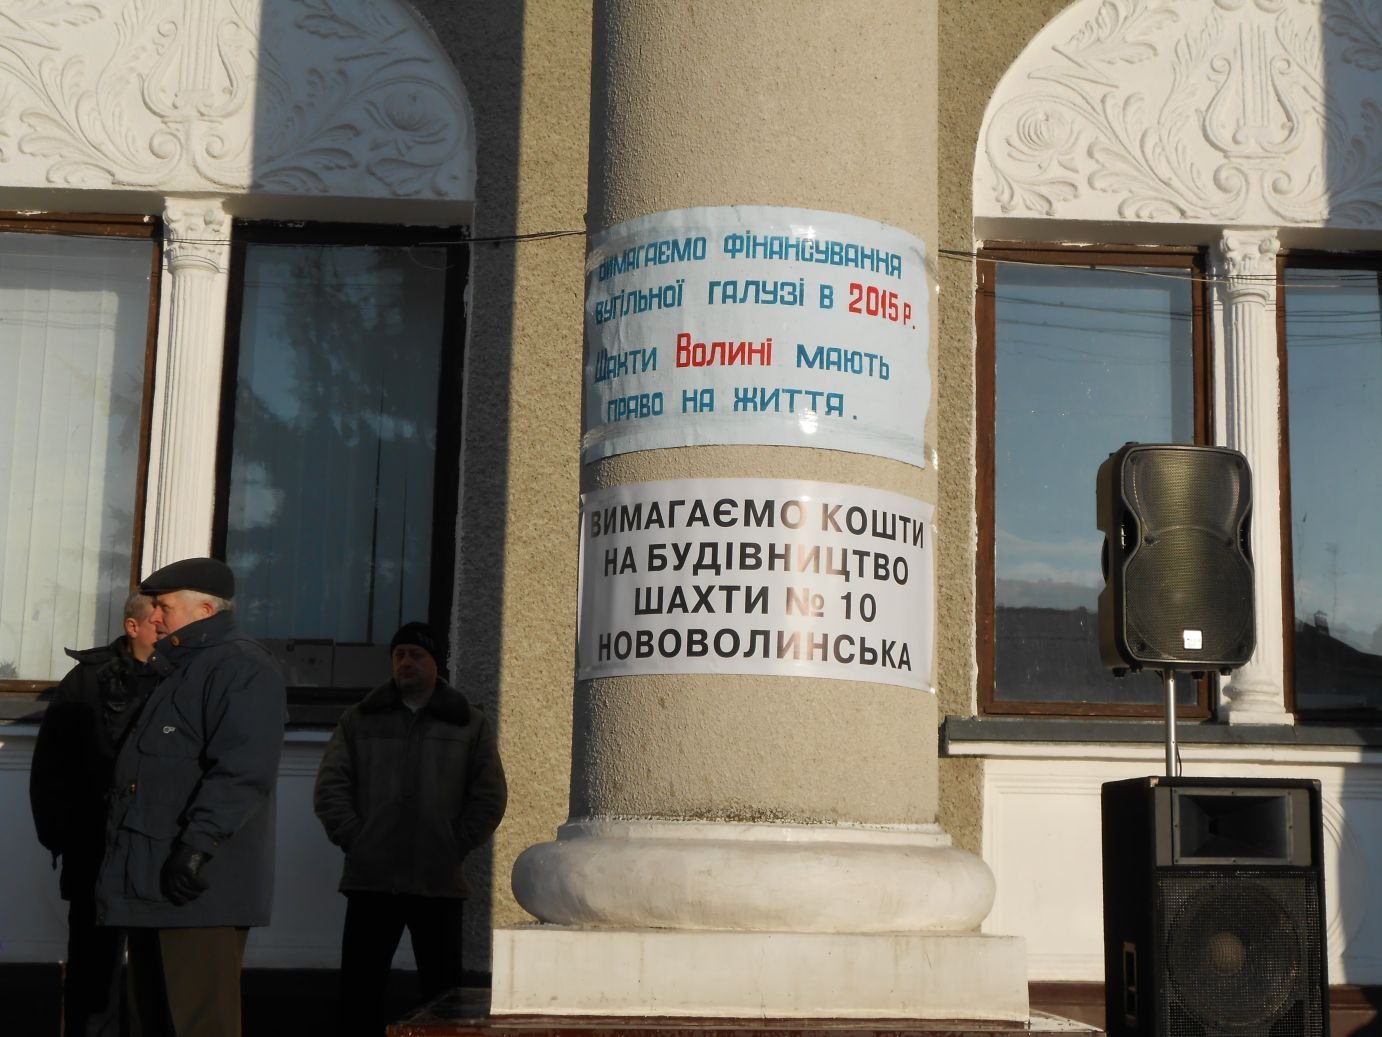 ВИМАГАЄМО ФІНАНСУВАННЯ
ВУГІЛЬНОЇ ГАЛУЗІ В 2015 Р.
ШАХТИ ВОЛИНІ МАЮТЬ
ПРАВО НА ЖИТТЯ.
ВИМАГАЄМО КОШТИ
НА БУДІВНИЦТВО
ШАХТИ № 10
НОВОВОЛИНСЬКА